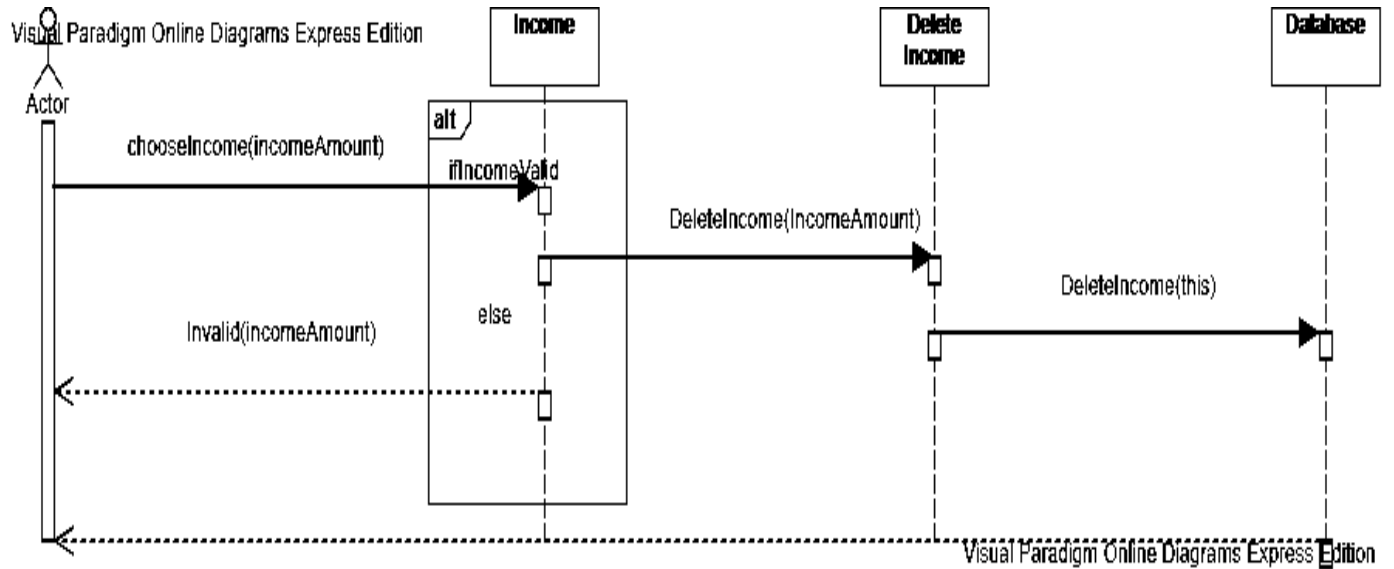 Visual Paradigm Online Diagrams Express Edition
Income
Delete
Income
Database
Actor
alt
chooseIncome(incomeAmount)
ifIncomeValid
DeleteIncome(IncomeAmount)
DeleteIncome(this)
else
Invalid(incomeAmount)
Visual Paradigm Online Diagrams Express Edition